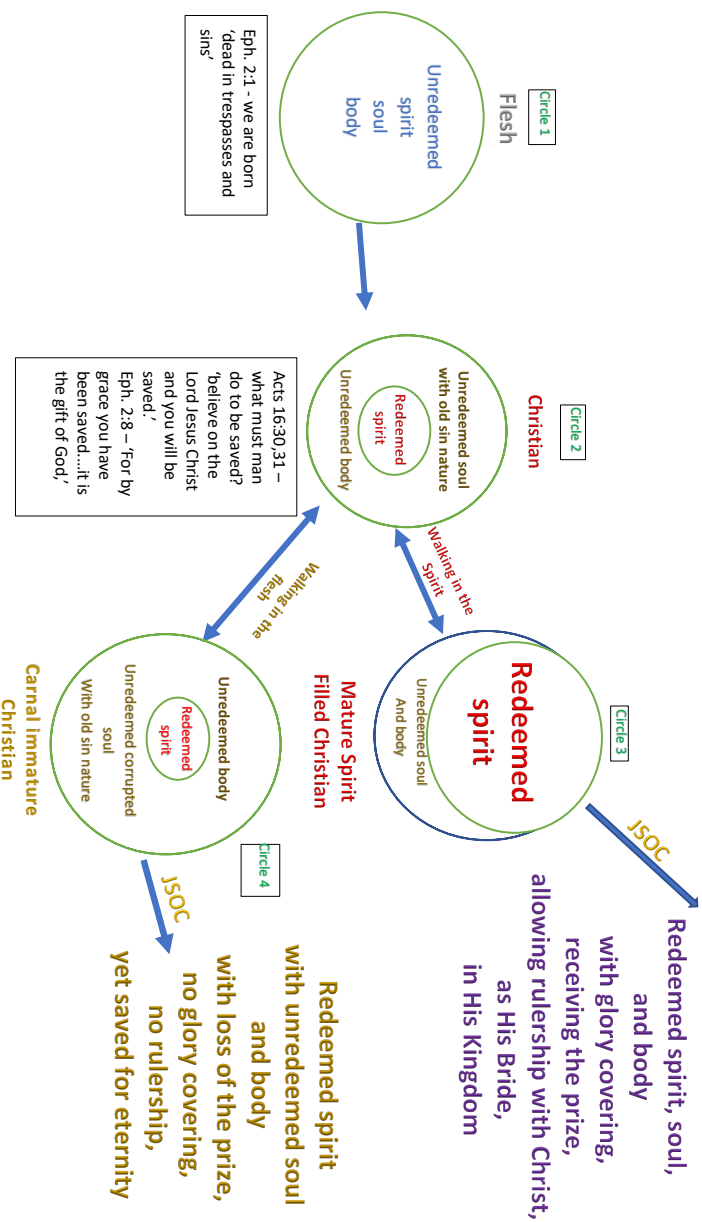 Circle 1
Flesh
Unredeemed
spirit
soul
body
Eph. 2:1 - we are born
‘dead in trespasses and
sins’
Circle 2
Christian
Unredeemed soul
with old sin nature
Redeemed
spirit
Unredeemed body
Acts 16:30,31 –
what must man
do to be saved?
‘believe on the
Lord Jesus Christ
and you will be
saved.’
Eph. 2:8 – ‘For by
grace you have
been saved….it is
the gift of God,’
Walking in the
Spirit
Walking in the
flesh
Circle 3
Redeemed
spirit
Unredeemed soul
And body
Mature Spirit
Filled Christian
JSOC
Redeemed spirit, soul,
and body
with glory covering,
receiving the prize,
allowing rulership with Christ,
as His Bride,
in His Kingdom
Circle 4
Unredeemed body
Redeemed
spirit
Unredeemed corrupted
soul
With old sin nature
Carnal immature
Christian
JSOC
Redeemed spirit
with unredeemed soul
and body
with loss of the prize,
no glory covering,
no rulership,
yet saved for eternity